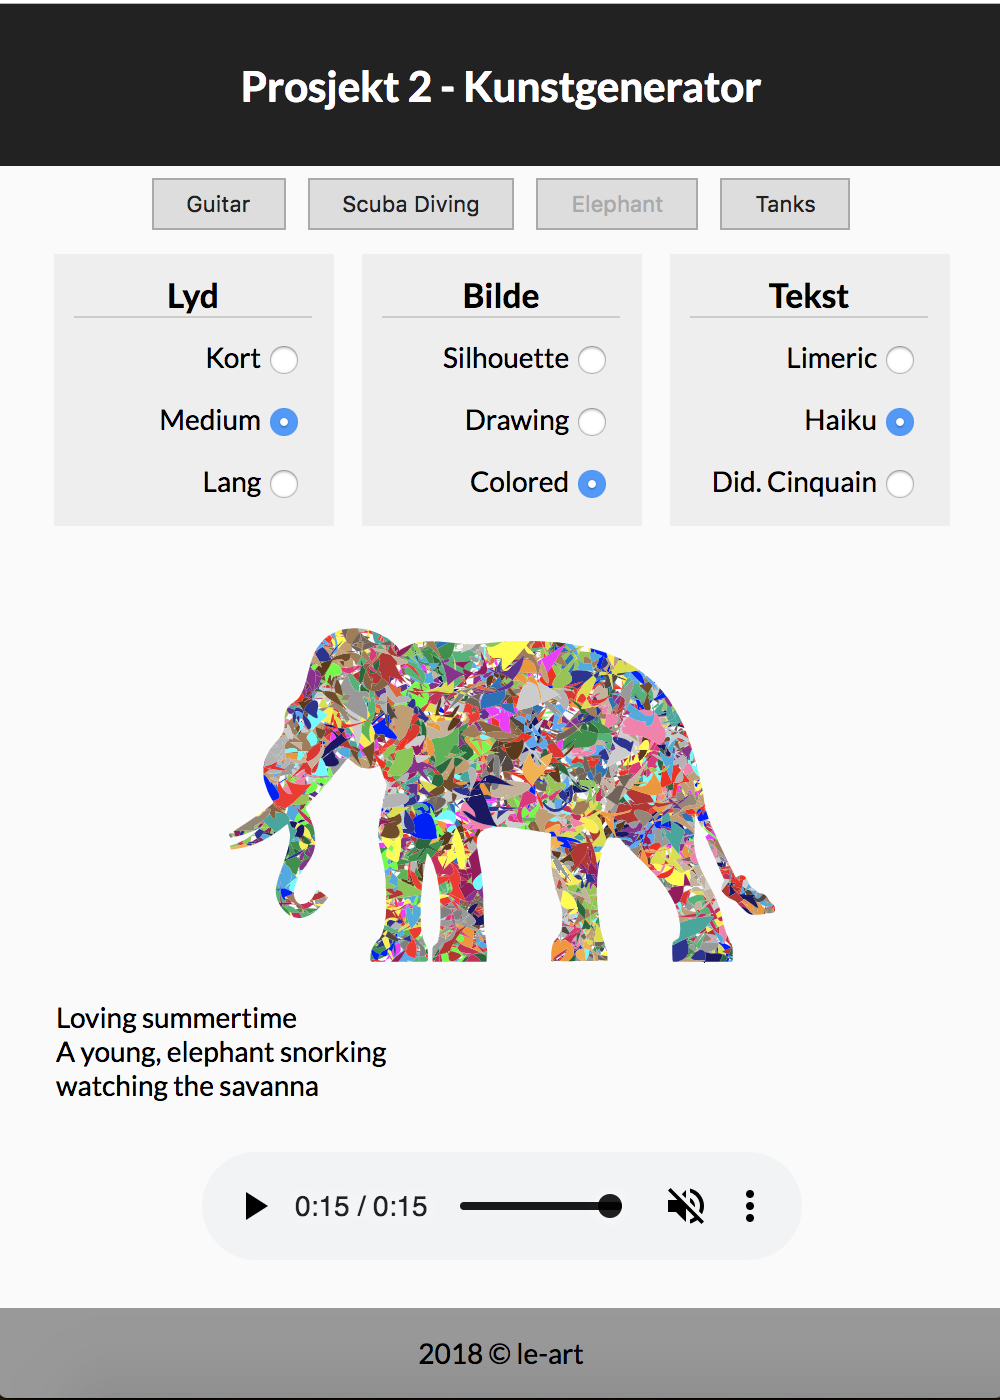 Prosjekt 2 - Kunstgenerator
Guitar Scuba Diving Elephant Tanks
Lyd
Kort
Medium
Lang
Bilde
Silhouette
Drawing
Colored
Tekst
Limeric
Haiku
Did. Cinquain
Loving summertime
A young, elephant snorking
watching the savanna
0:15 / 0:15
2018 © le-art